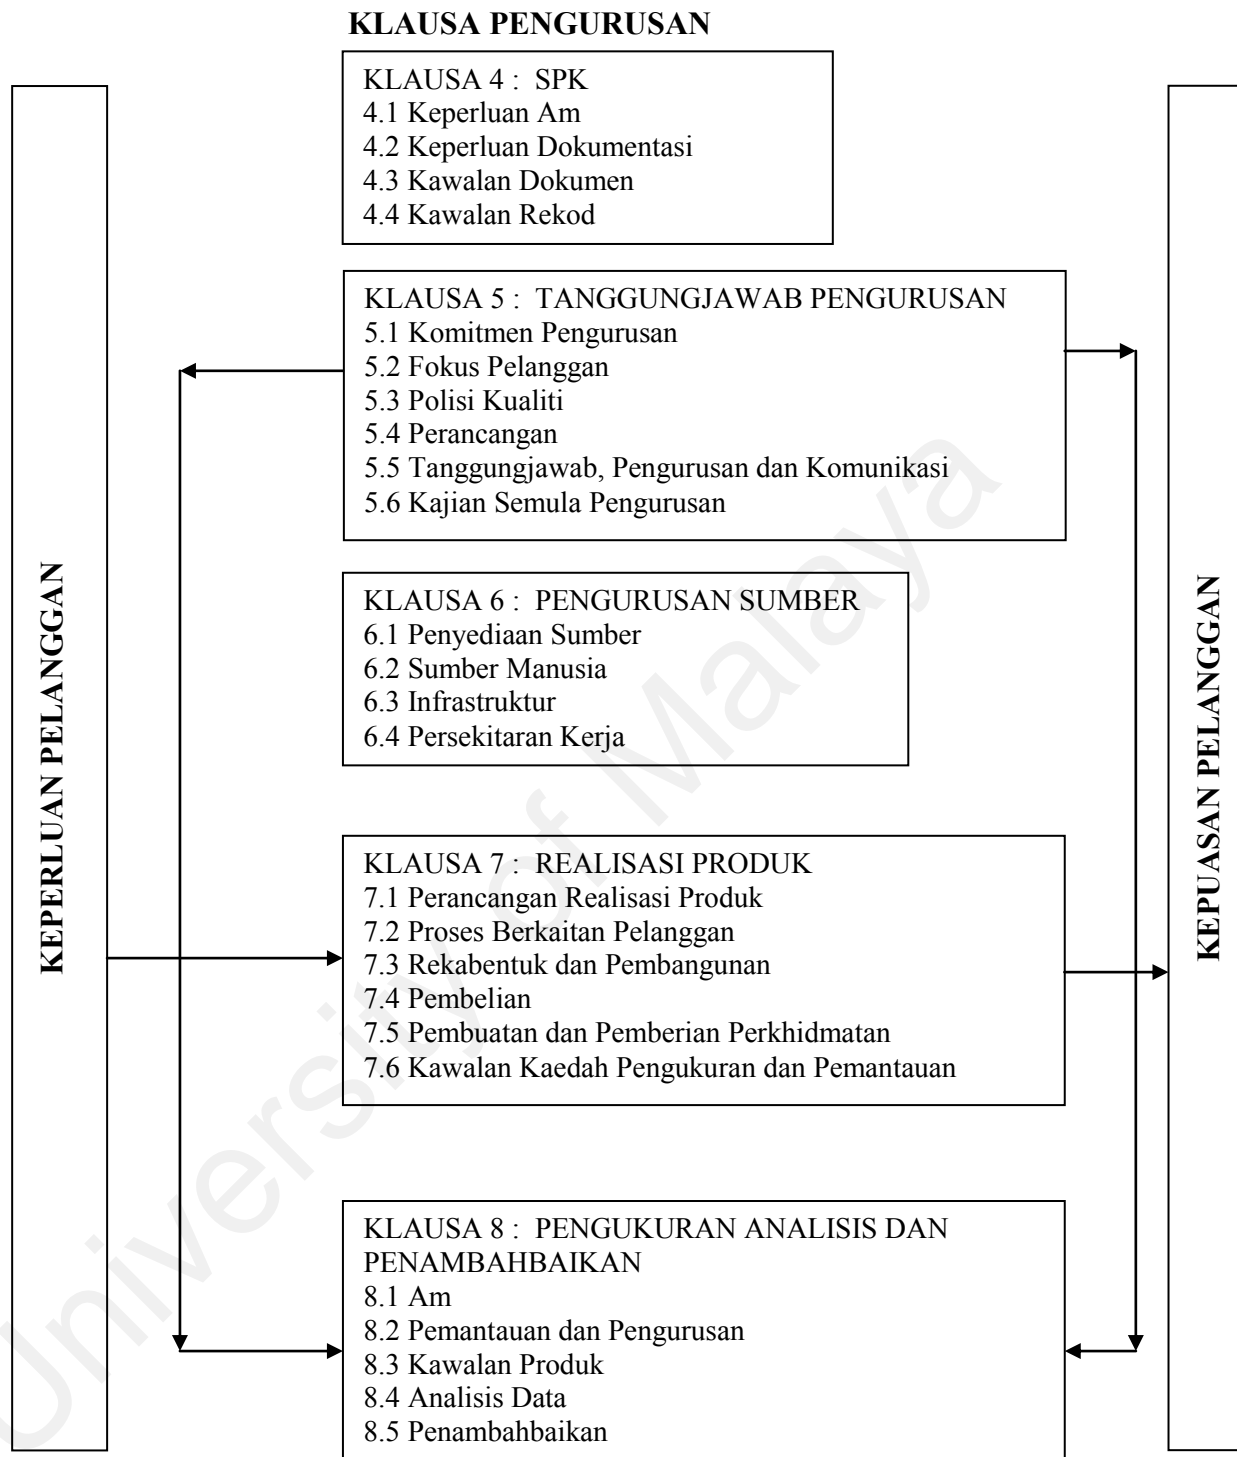 KLAUSA PENGURUSAN
KLAUSA 4 : SPK
4.1 Keperluan Am
4.2 Keperluan Dokumentasi
4.3 Kawalan Dokumen
4.4 Kawalan Rekod
KLAUSA 5 : TANGGUNGJAWAB PENGURUSAN
5.1 Komitmen Pengurusan
5.2 Fokus Pelanggan
5.3 Polisi Kualiti
5.4 Perancangan
5.5 Tanggungjawab, Pengurusan dan Komunikasi
5.6 Kajian Semula Pengurusan
KEPERLUAN PELANGGAN
KLAUSA 6 : PENGURUSAN SUMBER
6.1 Penyediaan Sumber
6.2 Sumber Manusia
6.3 Infrastruktur
6.4 Persekitaran Kerja
KEPUASAN PELANGGAN
KLAUSA 7 : REALISASI PRODUK
7.1 Perancangan Realisasi Produk
7.2 Proses Berkaitan Pelanggan
7.3 Rekabentuk dan Pembangunan
7.4 Pembelian
7.5 Pembuatan dan Pemberian Perkhidmatan
7.6 Kawalan Kaedah Pengukuran dan Pemantauan
KLAUSA 8 : PENGUKURAN ANALISIS DAN
PENAMBAHBAIKAN
8.1 Am
8.2 Pemantauan dan Pengurusan
8.3 Kawalan Produk
8.4 Analisis Data
8.5 Penambahbaikan
University of Malaya